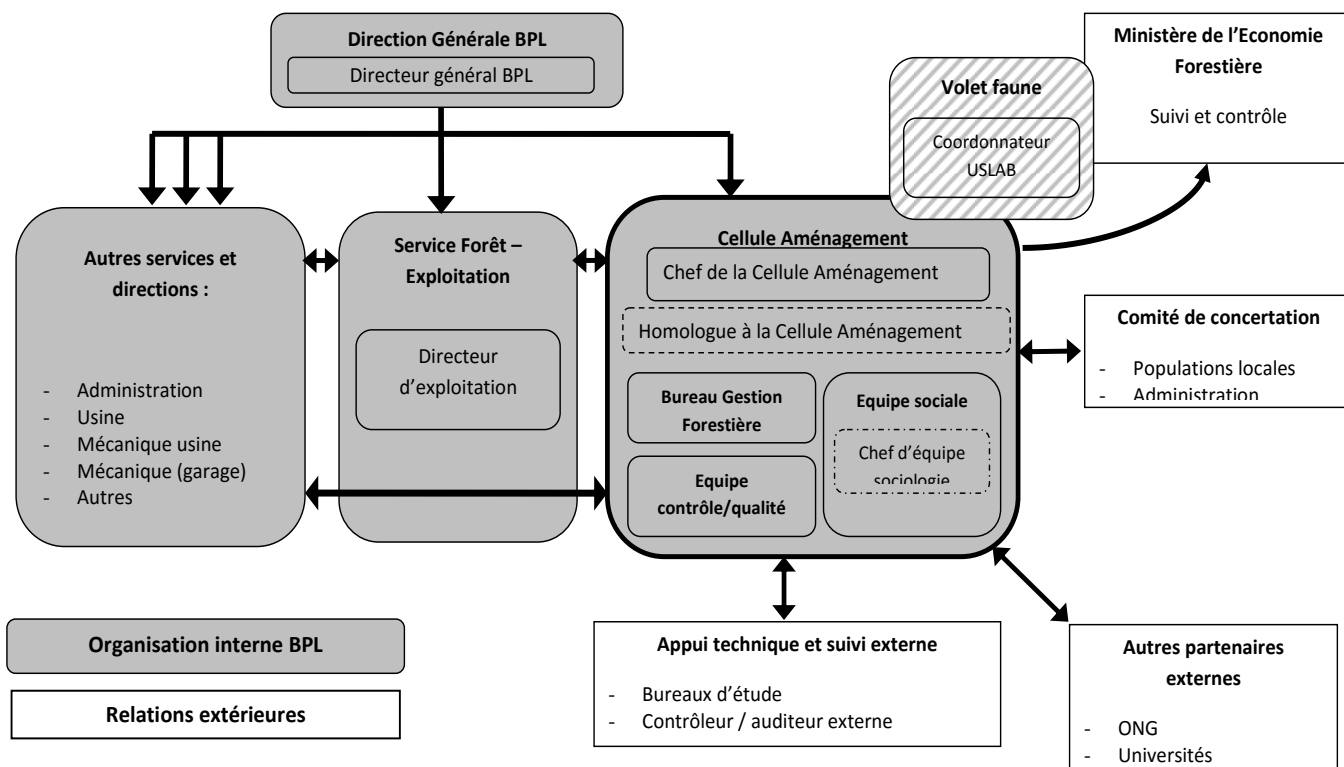 Direction Générale BPL
Directeur général BPL
Volet faune
Coordonnateur
USLAB
Ministère de l'Economie
Forestière
Suivi et contrôle
Autres services et
directions :
- Administration
- Usine
- Mécanique usine
- Mécanique (garage)
- Autres
Service Forêt –
Exploitation
Directeur
d'exploitation
Cellule Aménagement
Chef de la Cellule Aménagement
Homologue à la Cellule Aménagement
Bureau Gestion
Forestière
Equipe
contrôle/qualité
Equipe sociale
Chef d'équipe
sociologie
Comité de concertation
- Populations locales
- Administration
Organisation interne BPL
Relations extérieures
Appui technique et suivi externe
- Bureaux d'étude
- Contrôleur / auditeur externe
Autres partenaires
externes
- ONG
- Universités